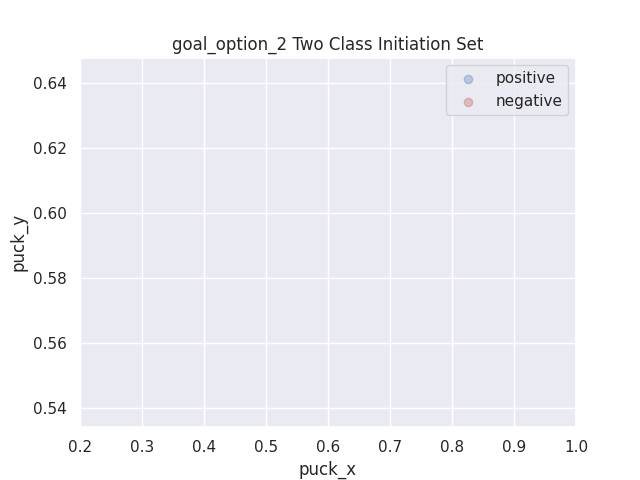 goal_option_2 Two Class Initiation Set
positive
negative
0.64
0.62
0.60
0.58
0.56
0.54
puck_y
0.2 0.3 0.4 0.5 0.6 0.7 0.8 0.9 1.0
puck_x